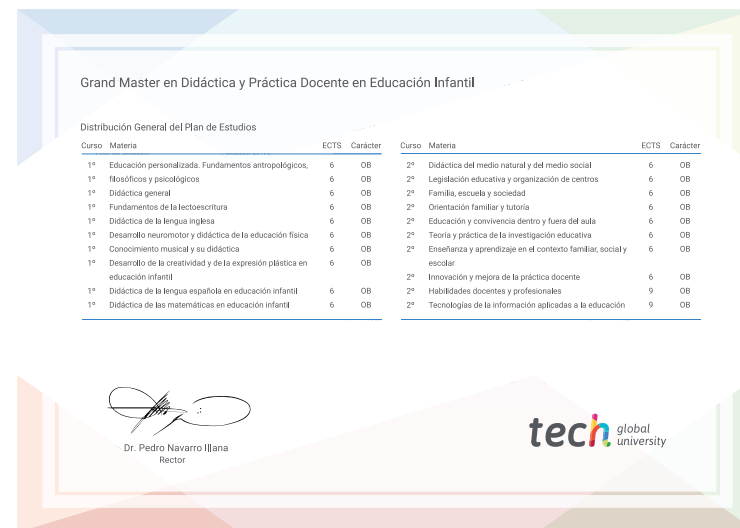 Grand Master en Didáctica y Práctica Docente en Educación Infantil
Distribución General del Plan de Estudios
Curso Materia ECTS Carácter
1º Educación personalizada. Fundamentos antropológicos, 6 OB
1º filosóficos y psicológicos 6 OB
1º Didáctica general 6 OB
1º Fundamentos de la lectoescritura 6 OB
1º Didáctica de la lengua inglesa 6 OB
1º Desarrollo neuromotor y didáctica de la educación física 6 OB
1º Conocimiento musical y su didáctica 6 OB
1º Desarrollo de la creatividad y de la expresión plástica en 6 OB
educación infantil
1º Didáctica de la lengua española en educación infantil 6 OB
1º Didáctica de las matemáticas en educación infantil 6 OB
Curso Materia ECTS Carácter
2º Didáctica del medio natural y del medio social 6 OB
2º Legislación educativa y organización de centros 6 OB
2º Familia, escuela y sociedad 6 OB
2º Orientación familiar y tutoría 6 OB
2º Educación y convivencia dentro y fuera del aula 6 OB
2º Teoría y práctica de la investigación educativa 6 OB
2º Enseñanza y aprendizaje en el contexto familiar, social y 6 OB
escolar
2º Innovación y mejora de la práctica docente 6 OB
2º Habilidades docentes y profesionales 9 OB
2º Tecnologías de la información aplicadas a la educación 9 OB
Dr. Pedro Navarro Illana
Rector
tech global
university